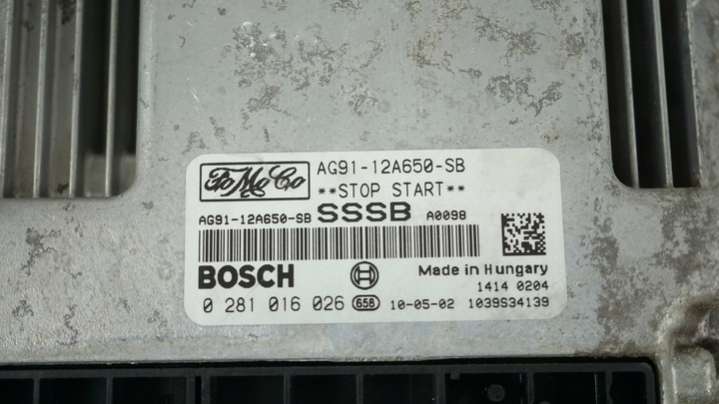 FoMoCo AG91-12A650-SB
**STOP START**
AG91-12A650-SB SSSB A0098
BOSCH Made in Hungary
1414 0204
0 281 016 026 658 10-05-02 1039S34139